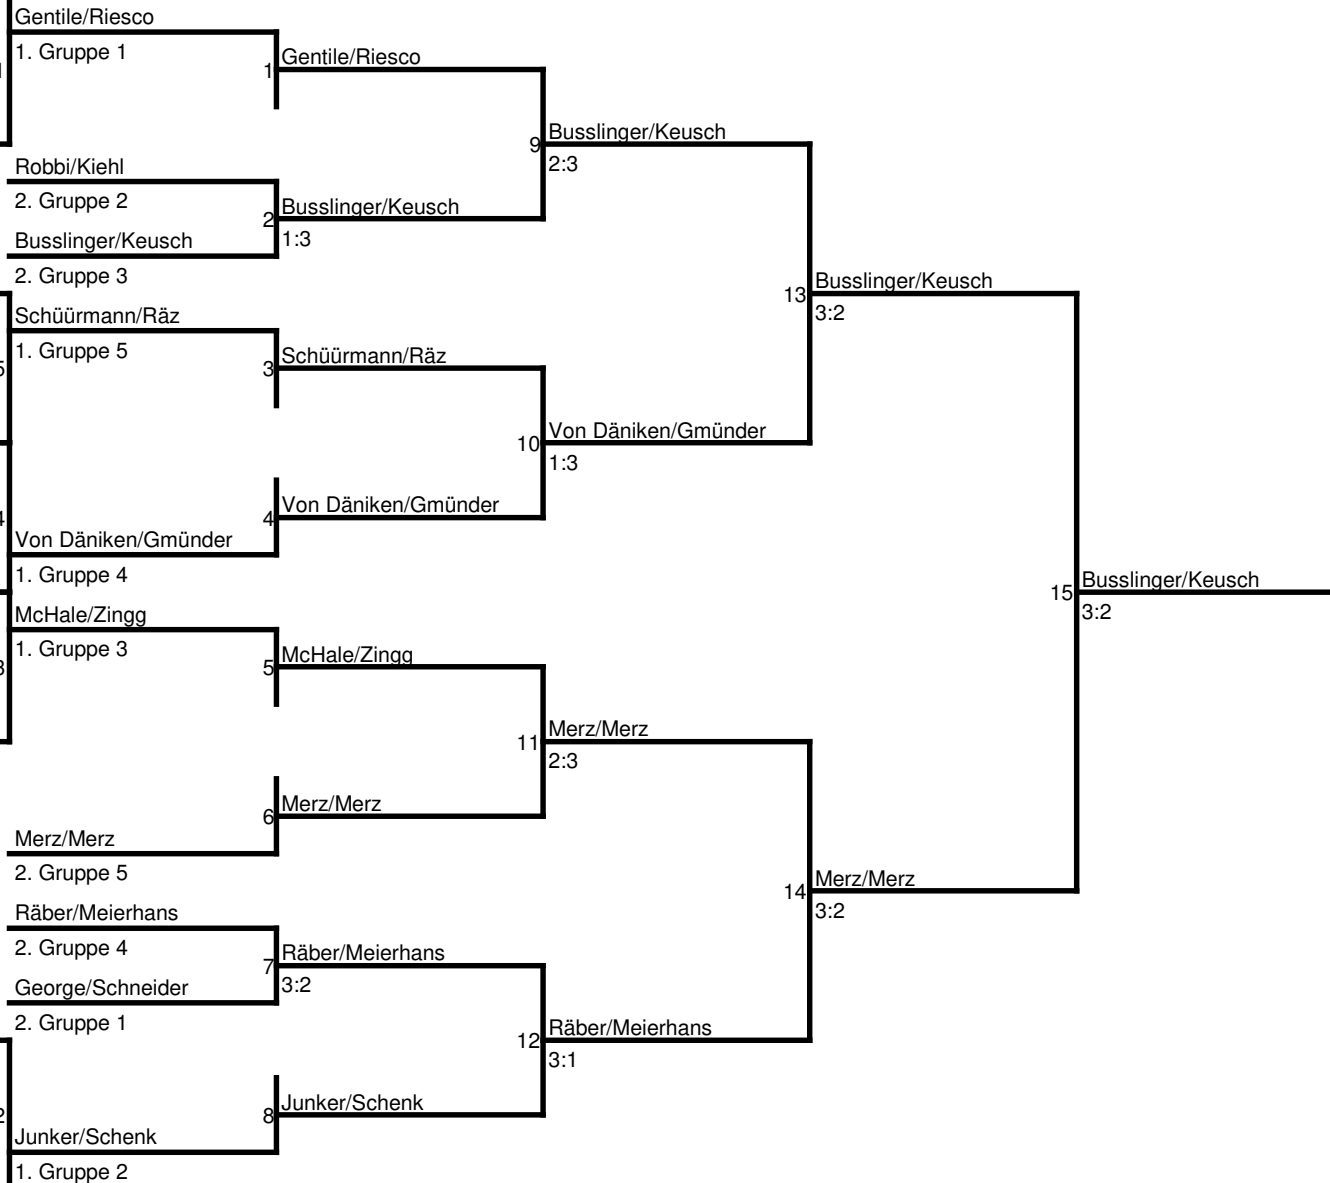 Gentile/Riesco
1. Gruppe 1
1
Gentile/Riesco
Robbi/Kiehl
2. Gruppe 2
2
Busslinger/Keusch
1:3
Busslinger/Keusch
2. Gruppe 3
9
Busslinger/Keusch
2:3
Schüürmann/Räz
1. Gruppe 5
3
Schüürmann/Räz
10
Von Däniken/Gmünder
1:3
4
Von Däniken/Gmünder
Von Däniken/Gmünder
1. Gruppe 4
13
Busslinger/Keusch
3:2
McHale/Zingg
1. Gruppe 3
5
McHale/Zingg
11
Merz/Merz
2:3
6
Merz/Merz
Merz/Merz
2. Gruppe 5
Räber/Meierhans
2. Gruppe 4
7
Räber/Meierhans
3:2
George/Schneider
2. Gruppe 1
12
Räber/Meierhans
3:1
8
Junker/Schenk
Junker/Schenk
1. Gruppe 2
14
Merz/Merz
3:2
15
Busslinger/Keusch
3:2